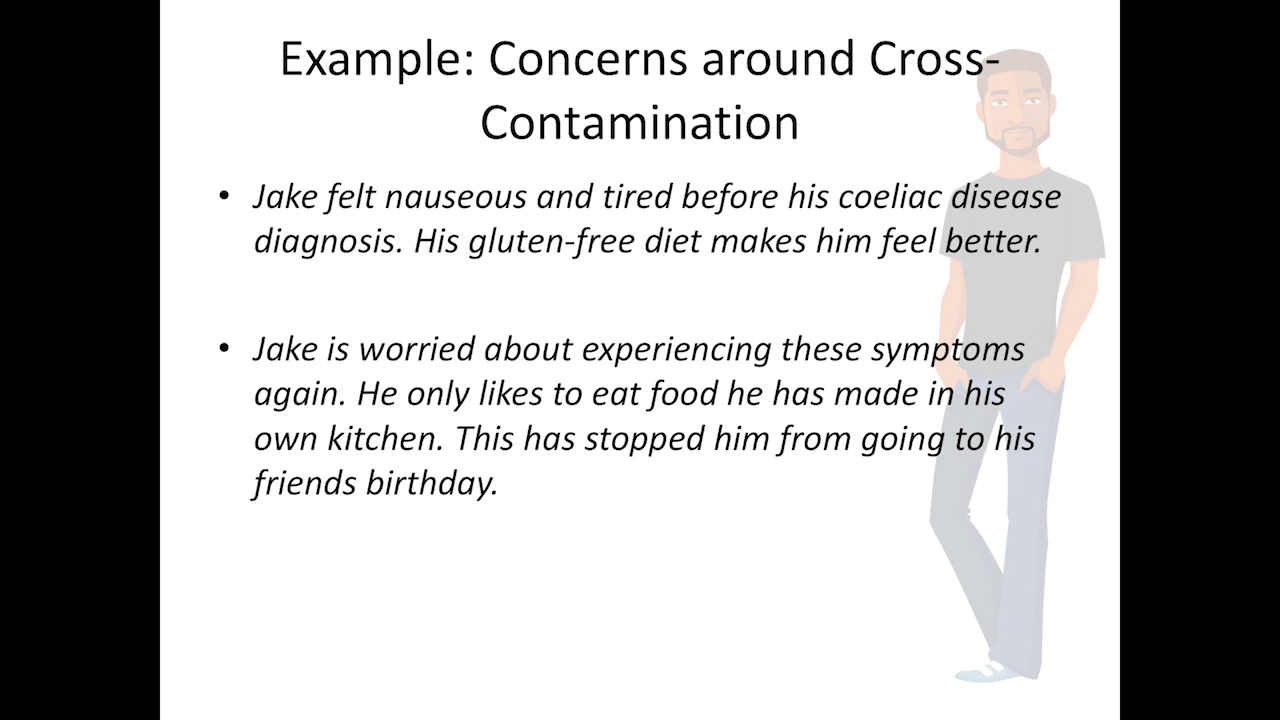 Example: Concerns around Cross-
Contamination
• Jake felt nauseous and tired before his coeliac disease
diagnosis. His gluten-free diet makes him feel better.
• Jake is worried about experiencing these symptoms
again. He only likes to eat food he has made in his
own kitchen. This has stopped him from going to his
friends birthday.